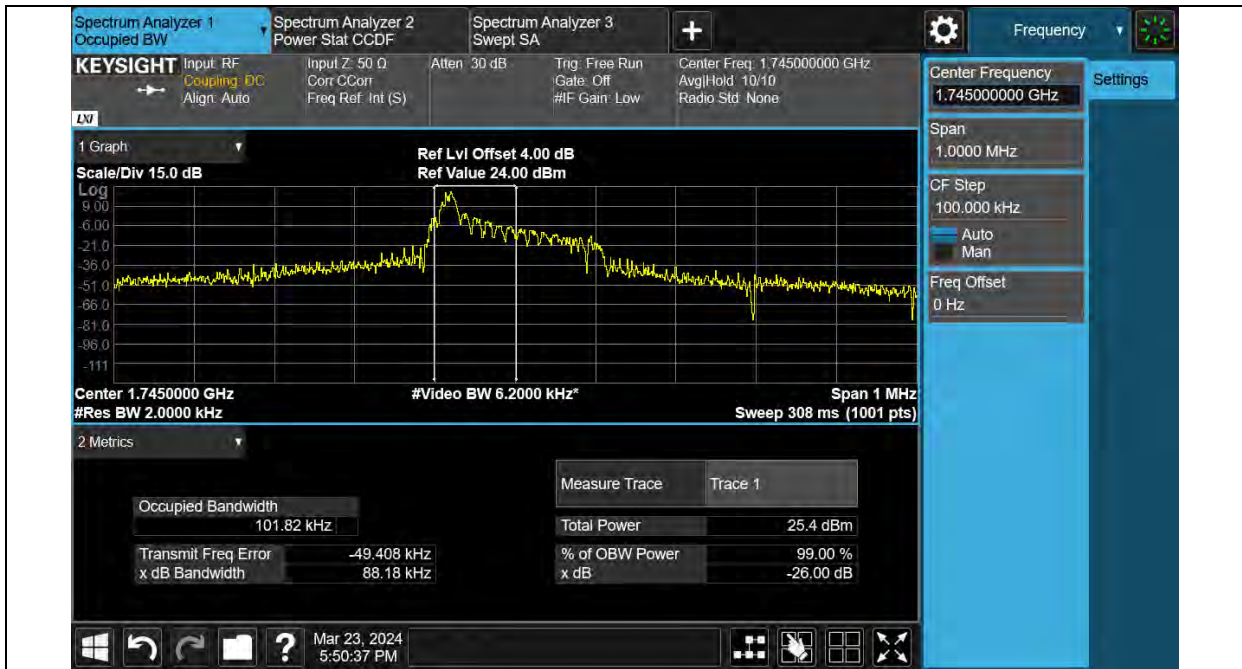 Spectrum Analyzer 1
Occupied BW
Spectrum Analyzer 2
Power Stat CCDF
Spectrum Analyzer 3
Swept SA
Frequency
KEYSIGHT
LXI
Input: RF
Coupling: DC
Align: Auto
Input Z: 50 Ω
Corr CCorr
Freq Ref: Int (S)
Atten: 30 dB
Trig: Free Run
Gate: Off
#IF Gain: Low
Center Freq: 1.745000000 GHz
Avg|Hold: 10/10
Radio Std: None
Center Frequency
1.745000000 GHz
Settings
Span
1.0000 MHz
CF Step
100.000 kHz
Auto
Man
Freq Offset
0 Hz
1 Graph
Scale/Div 15.0 dB
Ref Lvl Offset 4.00 dB
Ref Value 24.00 dBm
Log
9.00
-6.00
-21.0
-36.0
-51.0
-66.0
-81.0
-96.0
-111
Center 1.7450000 GHz
#Video BW 6.2000 kHz*
Span 1 MHz
#Res BW 2.0000 kHz
Sweep 308 ms (1001 pts)
2 Metrics
Measure Trace
Trace 1
Occupied Bandwidth
101.82 kHz
Total Power
25.4 dBm
Transmit Freq Error
-49.408 kHz
% of OBW Power
99.00 %
x dB Bandwidth
88.18 kHz
x dB
-26.00 dB
?
Mar 23, 2024
5:50:37 PM